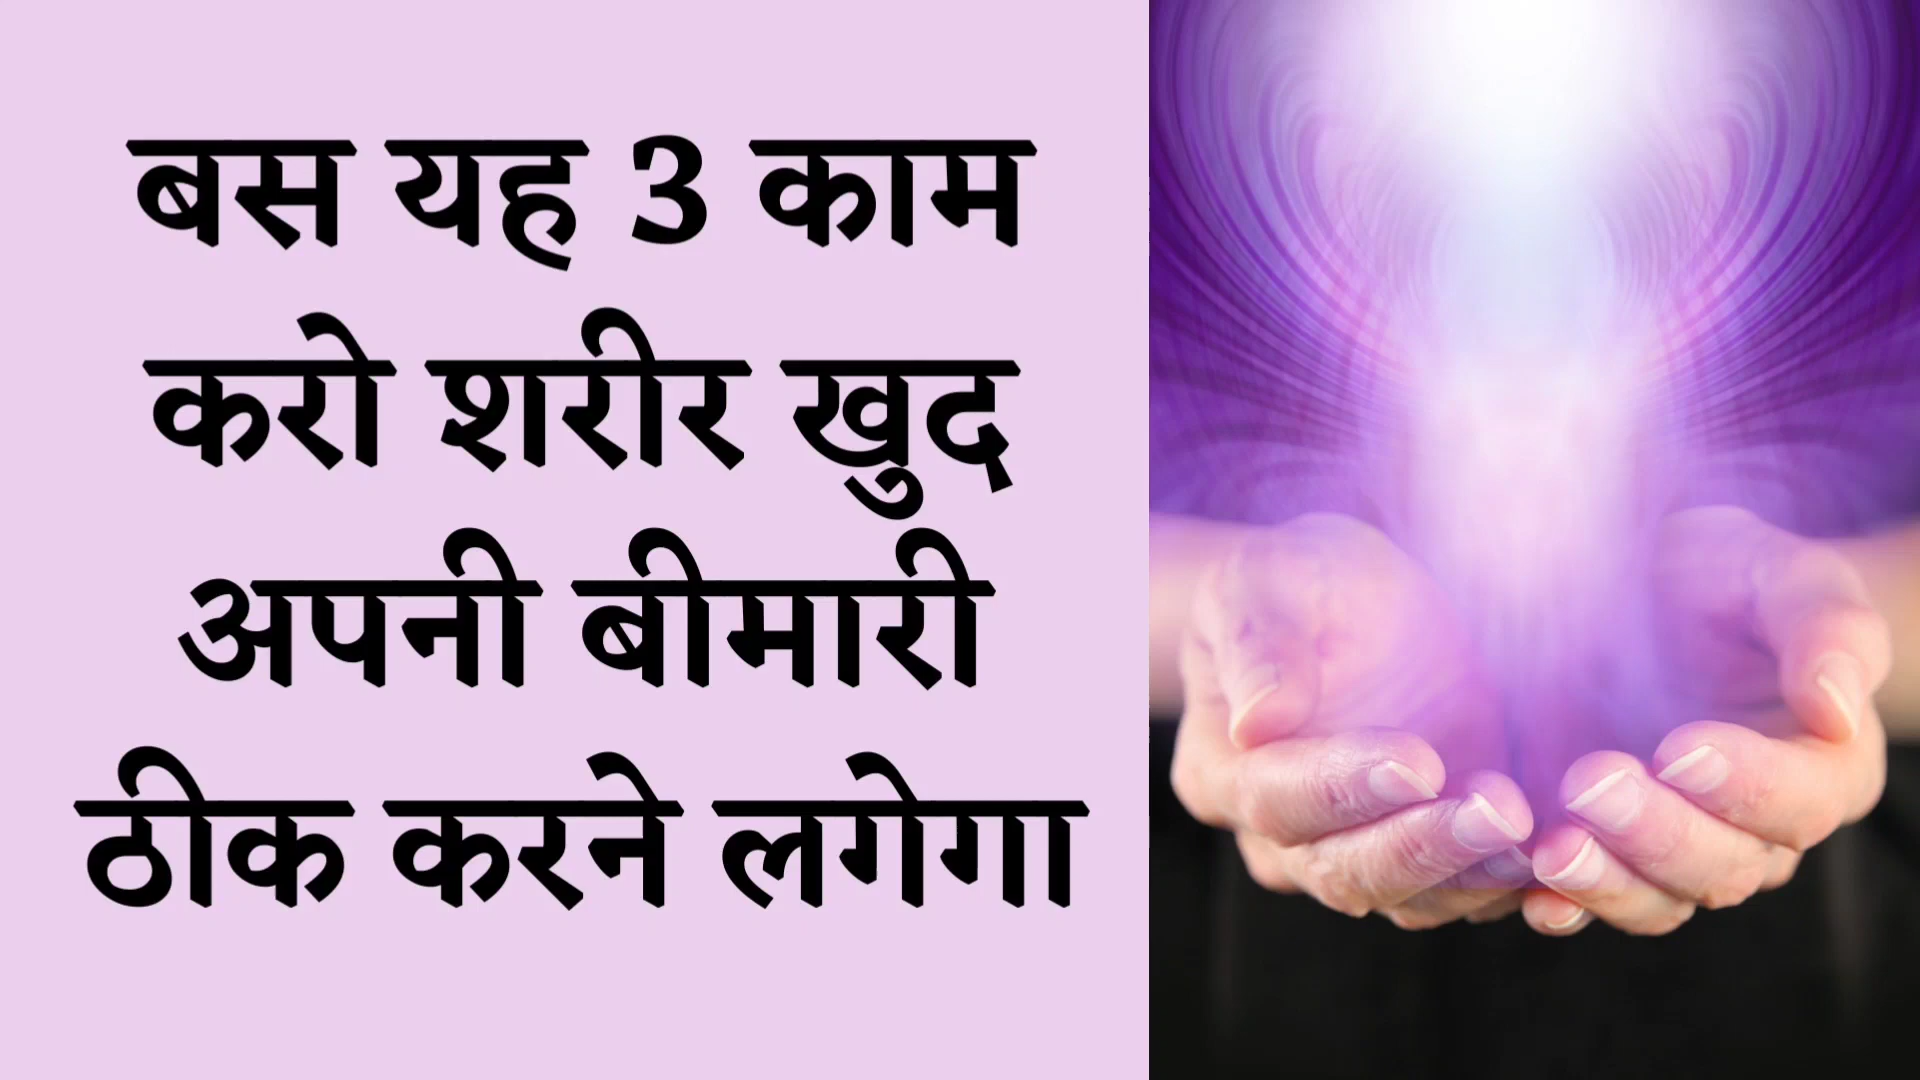 बस यह 3 काम
करो शरीर खुद
अपनी बीमारी
ठीक करने लगेगा